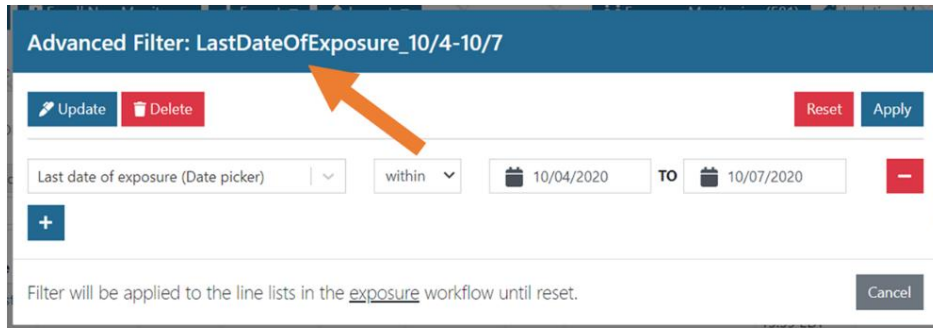 Advanced Filter: LastDateOfExposure_10/4-10/7
Update Delete Reset Apply
Last date of exposure (Date picker) within 10/04/2020 TO 10/07/2020
Filter will be applied to the line lists in the exposure workflow until reset.
Cancel